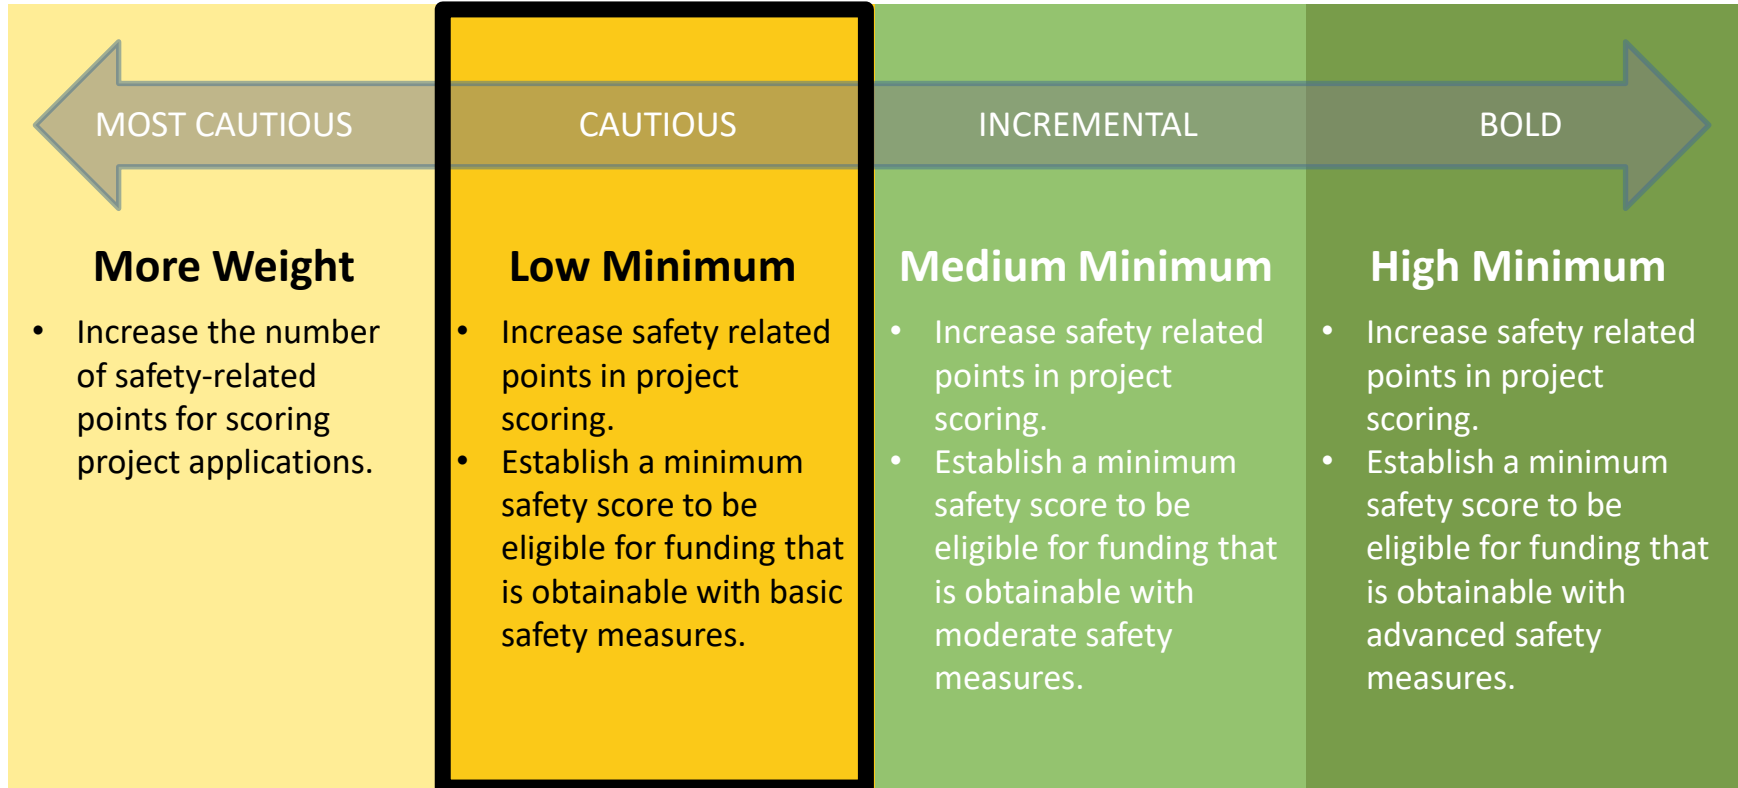 MOST CAUTIOUS
CAUTIOUS
INCREMENTAL
BOLD
More Weight
• Increase the number
of safety-related
points for scoring
project applications.
Low Minimum
• Increase safety related
points in project
scoring.
• Establish a minimum
safety score to be
eligible for funding that
is obtainable with basic
safety measures.
Medium Minimum
• Increase safety related
points in project
scoring.
• Establish a minimum
safety score to be
eligible for funding that
is obtainable with
moderate safety
measures.
High Minimum
• Increase safety related
points in project
scoring.
• Establish a minimum
safety score to be
eligible for funding that
is obtainable with
advanced safety
measures.